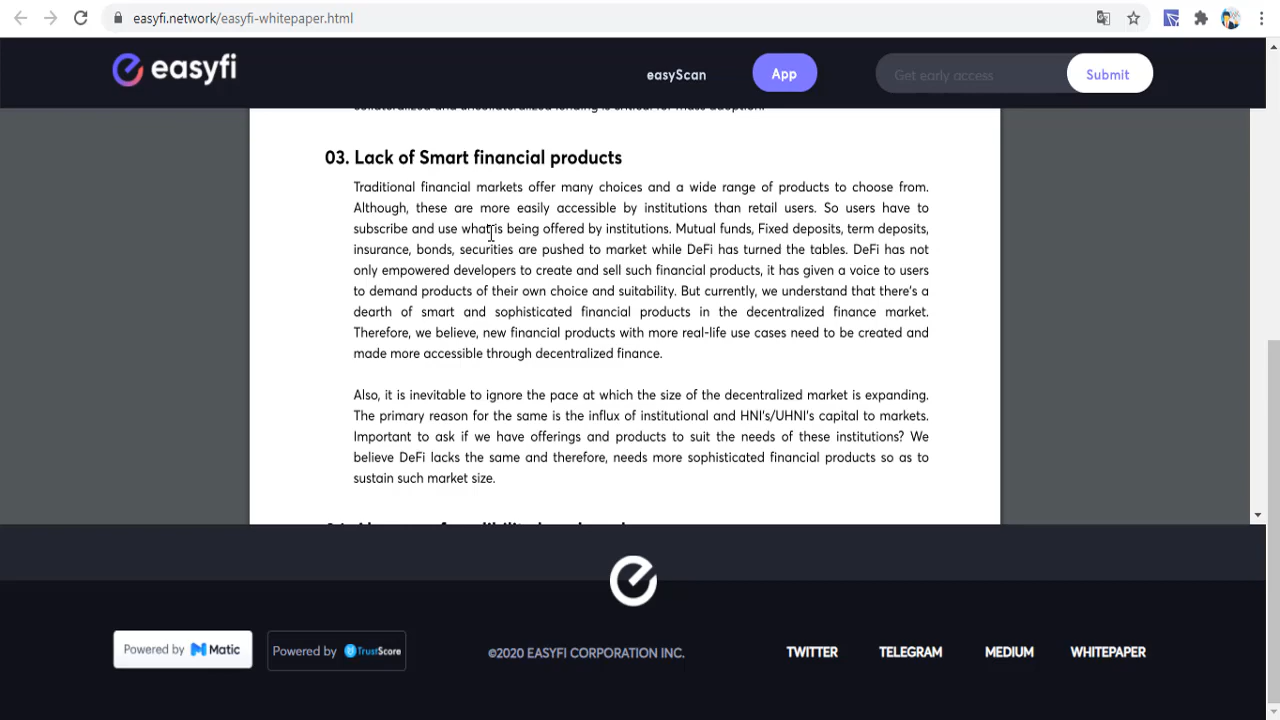 easyfi.network/easyfi-whitepaper.html
easyfi
easyScan
App
Get early access
Submit
collateralized and uncollateralized lending is critical for mass adoption.
03. Lack of Smart financial products
Traditional financial markets offer many choices and a wide range of products to choose from.
Although, these are more easily accessible by institutions than retail users. So users have to
subscribe and use what is being offered by institutions. Mutual funds, Fixed deposits, term deposits,
insurance, bonds, securities are pushed to market while DeFi has turned the tables. DeFi has not
only empowered developers to create and sell such financial products, it has given a voice to users
to demand products of their own choice and suitability. But currently, we understand that there's a
dearth of smart and sophisticated financial products in the decentralized finance market.
Therefore, we believe, new financial products with more real-life use cases need to be created and
made more accessible through decentralized finance.
Also, it is inevitable to ignore the pace at which the size of the decentralized market is expanding.
The primary reason for the same is the influx of institutional and HNI's/UHNI's capital to markets.
Important to ask if we have offerings and products to suit the needs of these institutions? We
believe DeFi lacks the same and therefore, needs more sophisticated financial products so as to
sustain such market size.
Powered by Matic
Powered by TrustScore
©2020 EASYFI CORPORATION INC.
TWITTER
TELEGRAM
MEDIUM
WHITEPAPER